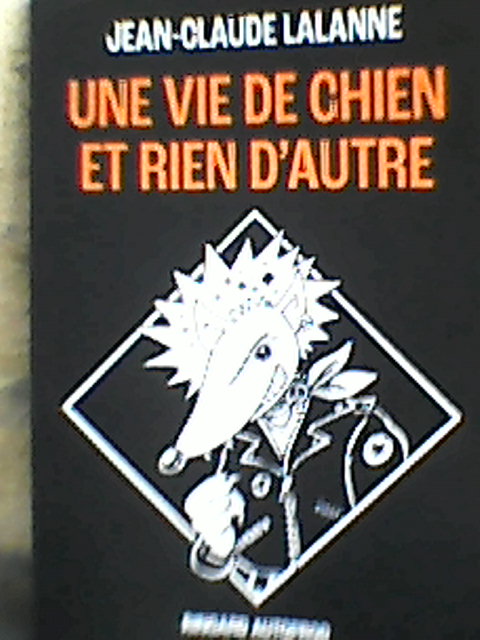 JEAN-CLAUDE LALANNE
UNE VIE DE CHIEN
ET RIEN D'AUTRE